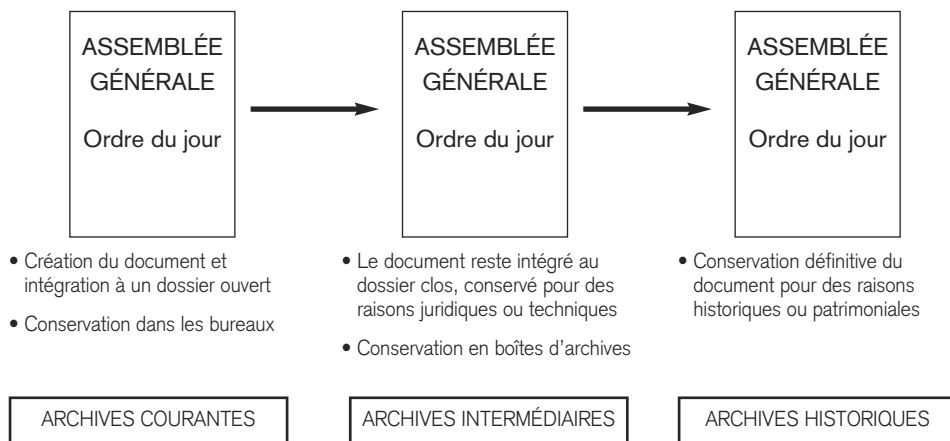 ASSEMBLÉE
GÉNÉRALE
Ordre du jour
ASSEMBLÉE
GÉNÉRALE
Ordre du jour
ASSEMBLÉE
GÉNÉRALE
Ordre du jour
• Création du document et
intégration à un dossier ouvert
• Conservation dans les bureaux
• Le document reste intégré au
dossier clos, conservé pour des
raisons juridiques ou techniques
• Conservation en boîtes d'archives
• Conservation définitive du
document pour des raisons
historiques ou patrimoniales
ARCHIVES COURANTES
ARCHIVES INTERMÉDIAIRES
ARCHIVES HISTORIQUES